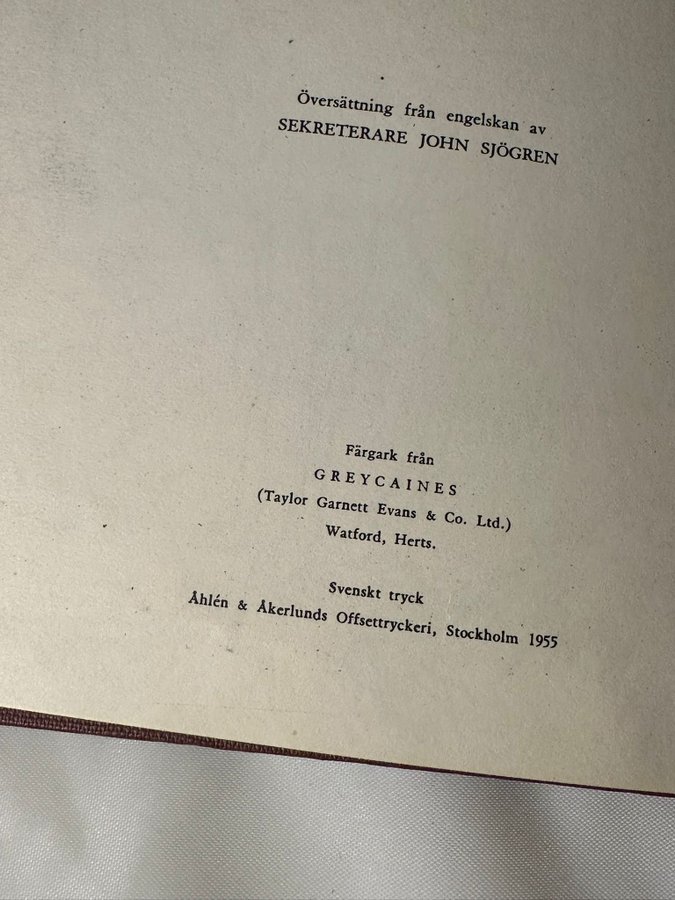 Översättning från engelskan av
SEKRETERARE JOHN SJÖGREN
Färgark från
GREYCAINES
(Taylor Garnett Evans & Co. Ltd.)
Watford, Herts.
Svenskt tryck
Åhlén & Åkerlunds Offsettryckeri, Stockholm 1955